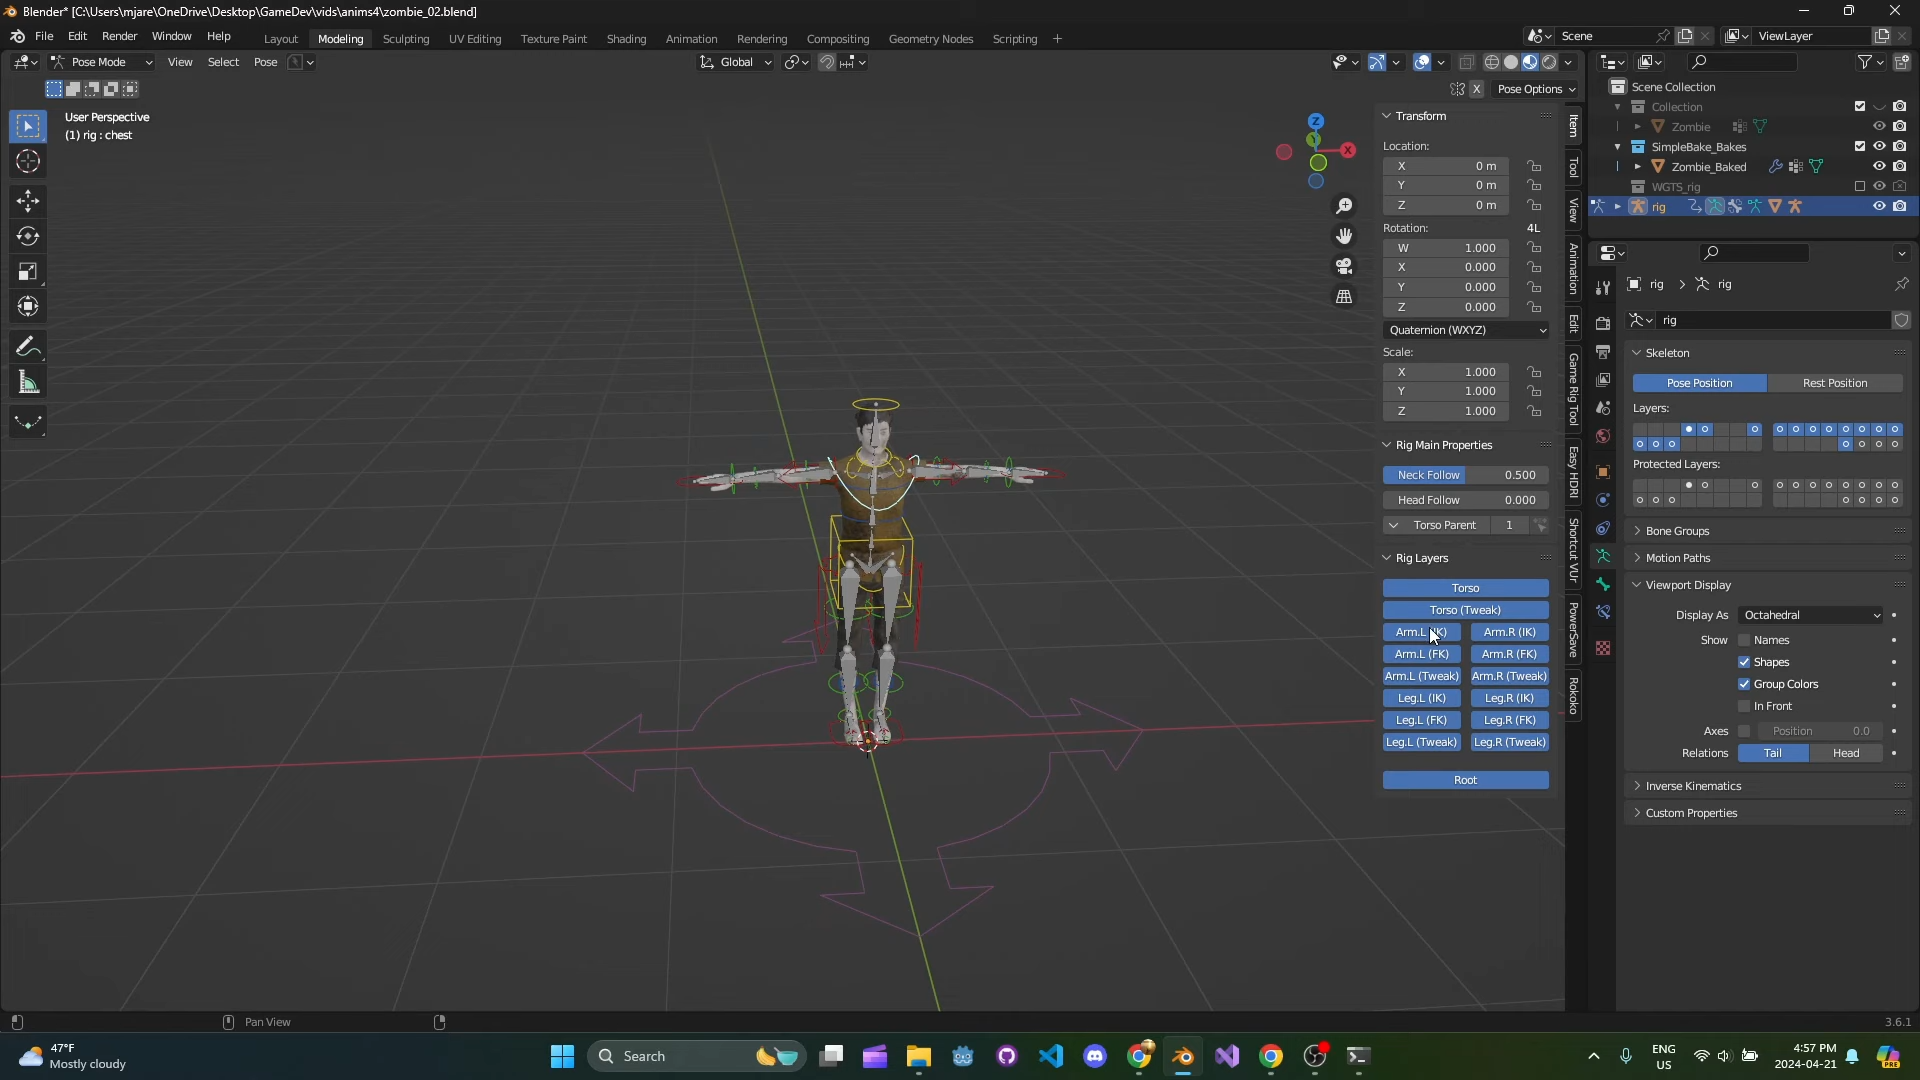 Blender* [C:\Users\mjare\OneDrive\Desktop\GameDev\vids\anims4\zombie_02.blend]
File Edit Render Window Help Layout Modeling Sculpting UV Editing Texture Paint Shading Animation Rendering Compositing Geometry Nodes Scripting + Scene ViewLayer
Pose Mode View Select Pose Global
X Pose Options
User Perspective
(1) rig : chest
Z
X
Y
Transform
Location:
X 0 m
Y 0 m
Z 0 m
Rotation: 4L
W 1.000
X 0.000
Y 0.000
Z 0.000
Quaternion (WXYZ)
Scale:
X 1.000
Y 1.000
Z 1.000
Rig Main Properties
Neck Follow 0.500
Head Follow 0.000
Torso Parent 1
Rig Layers
Torso
Torso (Tweak)
Arm.L (IK) Arm.R (IK)
Arm.L (FK) Arm.R (FK)
Arm.L (Tweak) Arm.R (Tweak)
Leg.L (IK) Leg.R (IK)
Leg.L (FK) Leg.R (FK)
Leg.L (Tweak) Leg.R (Tweak)
Root
Item
Tool
View
Animation
Edit
Game Rig Tool
Easy HDRI
Shortcut VUr
PowerSave
Rokoko
Scene Collection
Collection
Zombie
SimpleBake_Bakes
Zombie_Baked
WGTS_rig
rig
rig rig
rig
Skeleton
Pose Position Rest Position
Layers:
Protected Layers:
Bone Groups
Motion Paths
Viewport Display
Display As Octahedral
Show Names
Shapes
Group Colors
In Front
Axes Position 0.0
Relations Tail Head
Inverse Kinematics
Custom Properties
Pan View 3.6.1
47°F
Mostly cloudy
Search
ENG
US
4:57 PM
2024-04-21
PRE